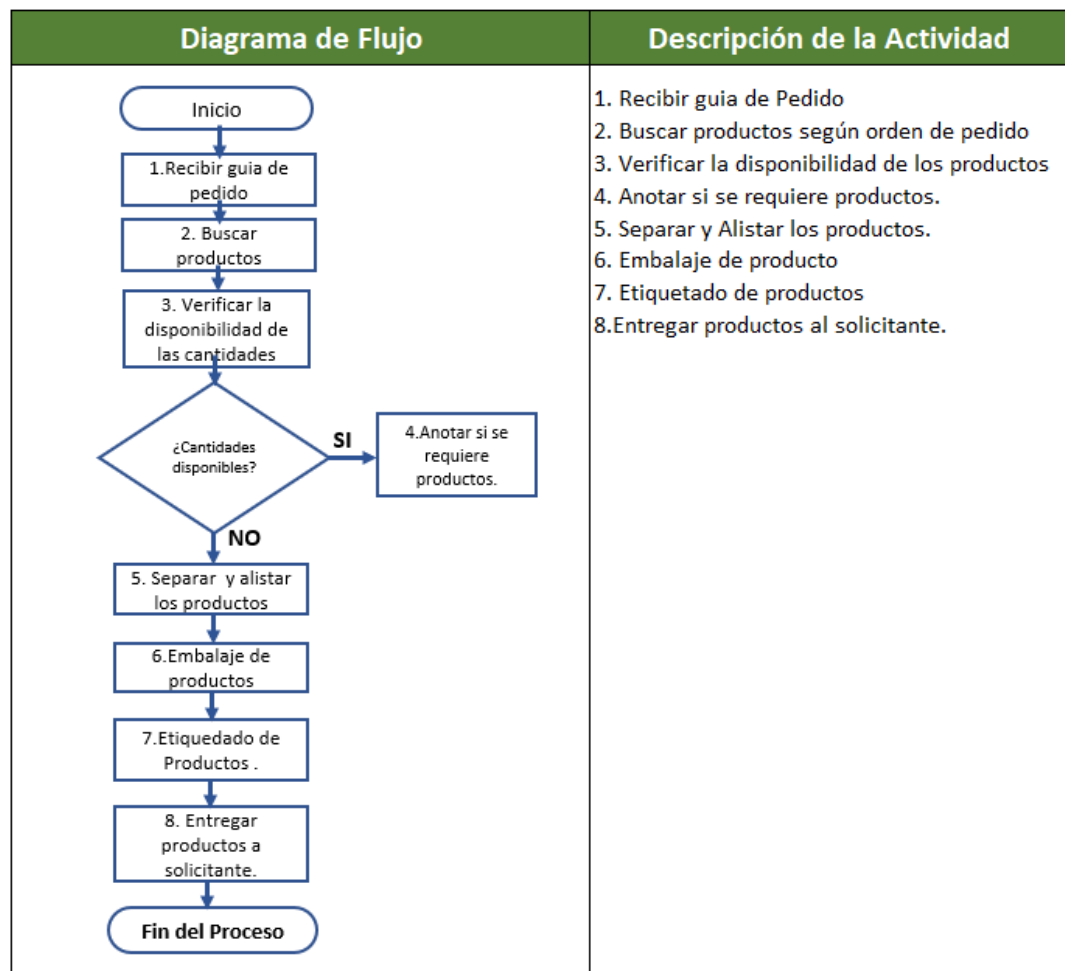 Diagrama de Flujo
Descripción de la Actividad
Inicio
1.Recibir guia de
pedido
2. Buscar
productos
3. Verificar la
disponibilidad de
las cantidades
¿Cantidades
disponibles?
SI
4.Anotar si se
requiere
productos.
NO
5. Separar y alistar
los productos
6.Embalaje de
productos
7.Etiquedado de
Productos .
8. Entregar
productos a
solicitante.
Fin del Proceso
1. Recibir guia de Pedido
2. Buscar productos según orden de pedido
3. Verificar la disponibilidad de los productos
4. Anotar si se requiere productos.
5. Separar y Alistar los productos.
6. Embalaje de producto
7. Etiquetado de productos
8.Entregar productos al solicitante.